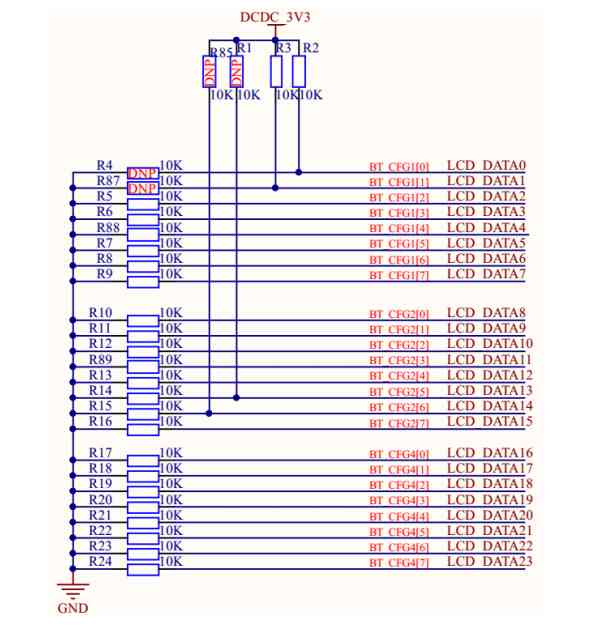 DCDC_3V3
R85 R1 R3 R2
DNP DNP
10K 10K 10K 10K
R4 DNP 10K BT_CFG1[0] LCD_DATA0
R87 DNP 10K BT_CFG1[1] LCD_DATA1
R5 10K BT_CFG1[2] LCD_DATA2
R6 10K BT_CFG1[3] LCD_DATA3
R88 10K BT_CFG1[4] LCD_DATA4
R7 10K BT_CFG1[5] LCD_DATA5
R8 10K BT_CFG1[6] LCD_DATA6
R9 10K BT_CFG1[7] LCD_DATA7
R10 10K BT_CFG2[0] LCD_DATA8
R11 10K BT_CFG2[1] LCD_DATA9
R12 10K BT_CFG2[2] LCD_DATA10
R89 10K BT_CFG2[3] LCD_DATA11
R13 10K BT_CFG2[4] LCD_DATA12
R14 10K BT_CFG2[5] LCD_DATA13
R15 10K BT_CFG2[6] LCD_DATA14
R16 10K BT_CFG2[7] LCD_DATA15
R17 10K BT_CFG4[0] LCD_DATA16
R18 10K BT_CFG4[1] LCD_DATA17
R19 10K BT_CFG4[2] LCD_DATA18
R20 10K BT_CFG4[3] LCD_DATA19
R21 10K BT_CFG4[4] LCD_DATA20
R22 10K BT_CFG4[5] LCD_DATA21
R23 10K BT_CFG4[6] LCD_DATA22
R24 10K BT_CFG4[7] LCD_DATA23
GND